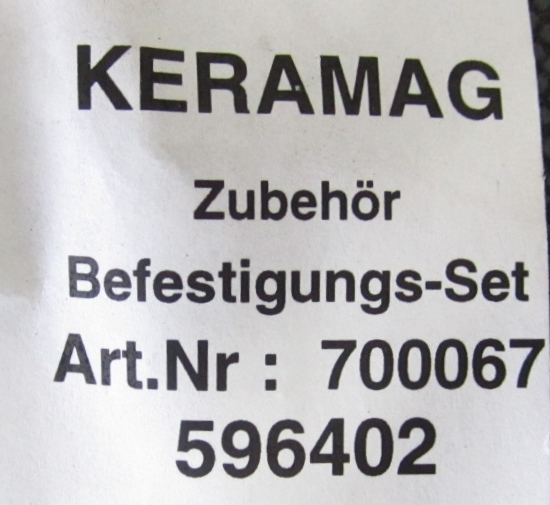 KERAMAG
Zubehör
Befestigungs-Set
Art.Nr : 700067
596402